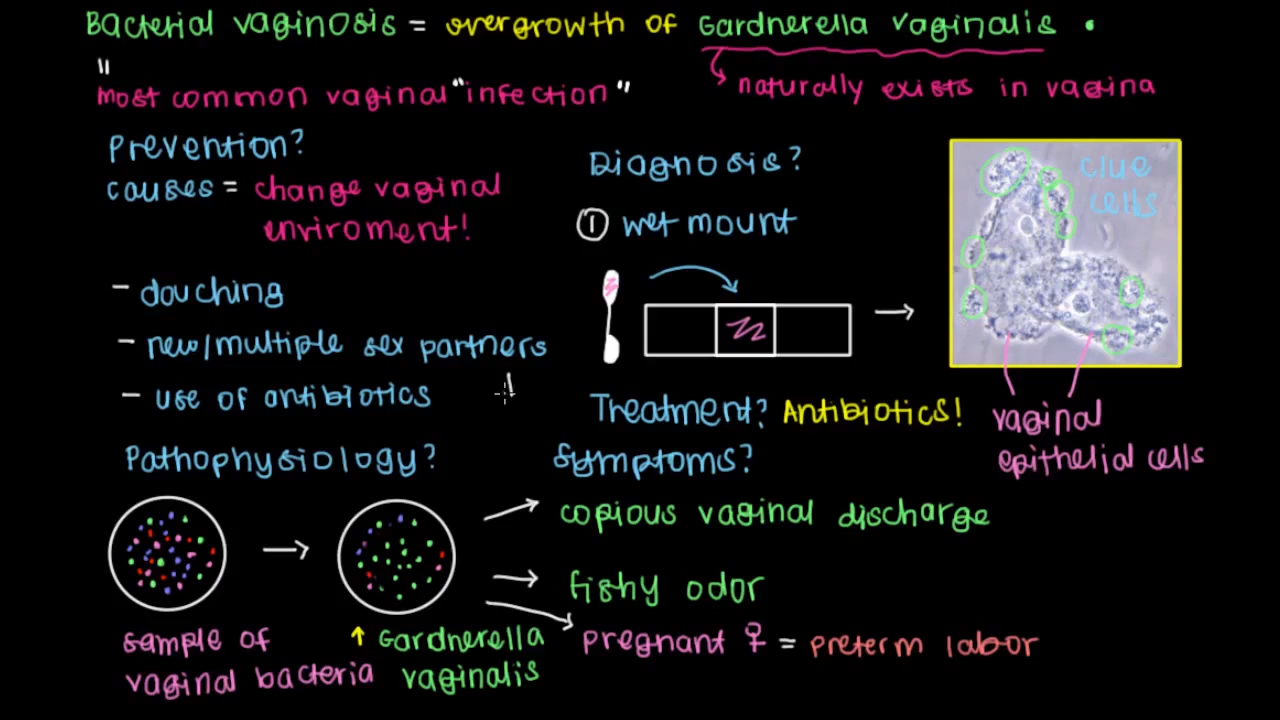 Bacterial vaginosis = overgrowth of Gardnerella vaginalis •
"
most common vaginal "infection"
naturally exists in vagina
Prevention?
causes = change vaginal
enviroment!
- douching
- new/multiple sex partners
- use of antibiotics
Diagnosis?
① wet mount
clue
cells
vaginal
epithelial cells
Treatment? Antibiotics!
Pathophysiology?
sample of
vaginal bacteria
↑ Gardnerella
vaginalis
Symptoms?
copious vaginal discharge
fishy odor
pregnant ♀ = preterm labor